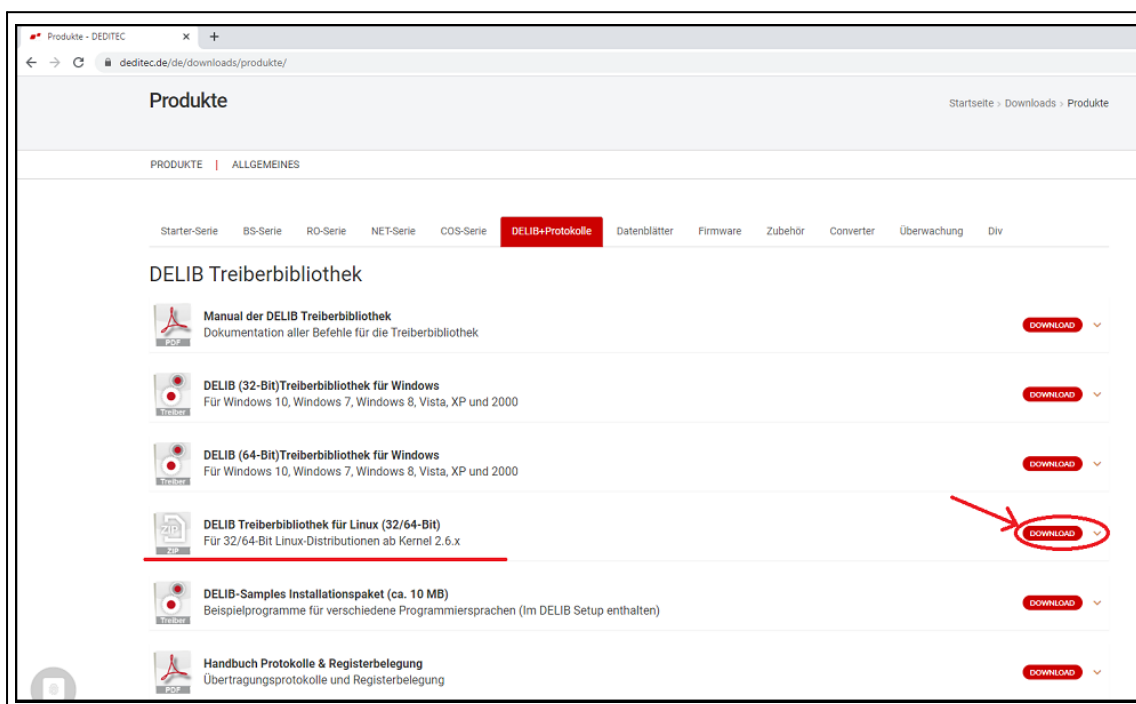 Produkte - DEDITEC
deditec.de/de/downloads/produkte/
Produkte
Startseite > Downloads > Produkte
PRODUKTE | ALLGEMEINES
Starter-Serie BS-Serie RO-Serie NET-Serie COS-Serie DELIB+Protokolle Datenblätter Firmware Zubehör Converter Überwachung Div
DELIB Treiberbibliothek
Manual der DELIB Treiberbibliothek
Dokumentation aller Befehle für die Treiberbibliothek
PDF
DOWNLOAD
DELIB (32-Bit)Treiberbibliothek für Windows
Für Windows 10, Windows 7, Windows 8, Vista, XP und 2000
Treiber
DOWNLOAD
DELIB (64-Bit)Treiberbibliothek für Windows
Für Windows 10, Windows 7, Windows 8, Vista, XP und 2000
Treiber
DOWNLOAD
DELIB Treiberbibliothek für Linux (32/64-Bit)
Für 32/64-Bit Linux-Distributionen ab Kernel 2.6.x
ZIP
ZIP
DOWNLOAD
DELIB-Samples Installationspaket (ca. 10 MB)
Beispielprogramme für verschiedene Programmiersprachen (Im DELIB Setup enthalten)
Treiber
DOWNLOAD
Handbuch Protokolle & Registerbelegung
Übertragungsprotokolle und Registerbelegung
PDF
DOWNLOAD